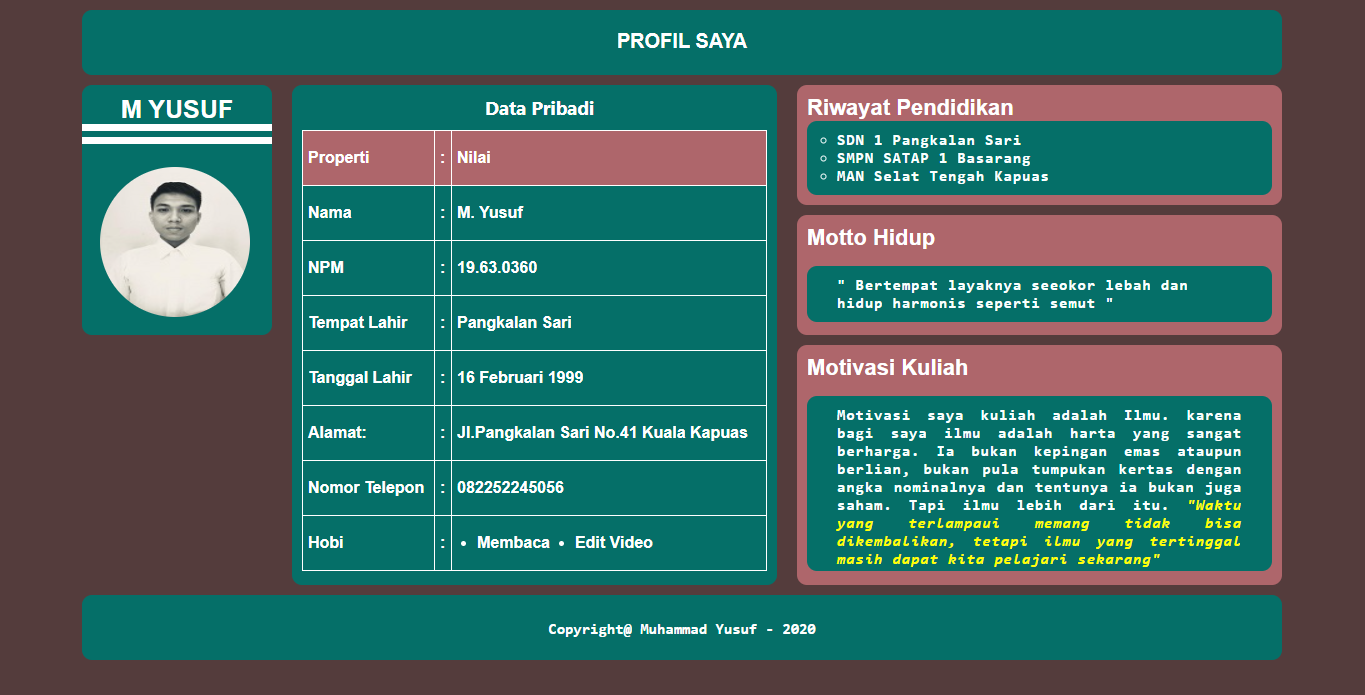 PROFIL SAYA
M YUSUF
Data Pribadi
Properti : Nilai
Nama : M. Yusuf
NPM : 19.63.0360
Tempat Lahir : Pangkalan Sari
Tanggal Lahir : 16 Februari 1999
Alamat: : Jl.Pangkalan Sari No.41 Kuala Kapuas
Nomor Telepon : 082252245056
Hobi : • Membaca • Edit Video
Riwayat Pendidikan
○ SDN 1 Pangkalan Sari
○ SMPN SATAP 1 Basarang
○ MAN Selat Tengah Kapuas
Motto Hidup
" Bertempat layaknya seeokor lebah dan
hidup harmonis seperti semut "
Motivasi Kuliah
Motivasi saya kuliah adalah Ilmu. karena
bagi saya ilmu adalah harta yang sangat
berharga. Ia bukan kepingan emas ataupun
berlian, bukan pula tumpukan kertas dengan
angka nominalnya dan tentunya ia bukan juga
saham. Tapi ilmu lebih dari itu. "Waktu
yang terlampaui memang tidak bisa
dikembalikan, tetapi ilmu yang tertinggal
masih dapat kita pelajari sekarang"
Copyright@ Muhammad Yusuf - 2020